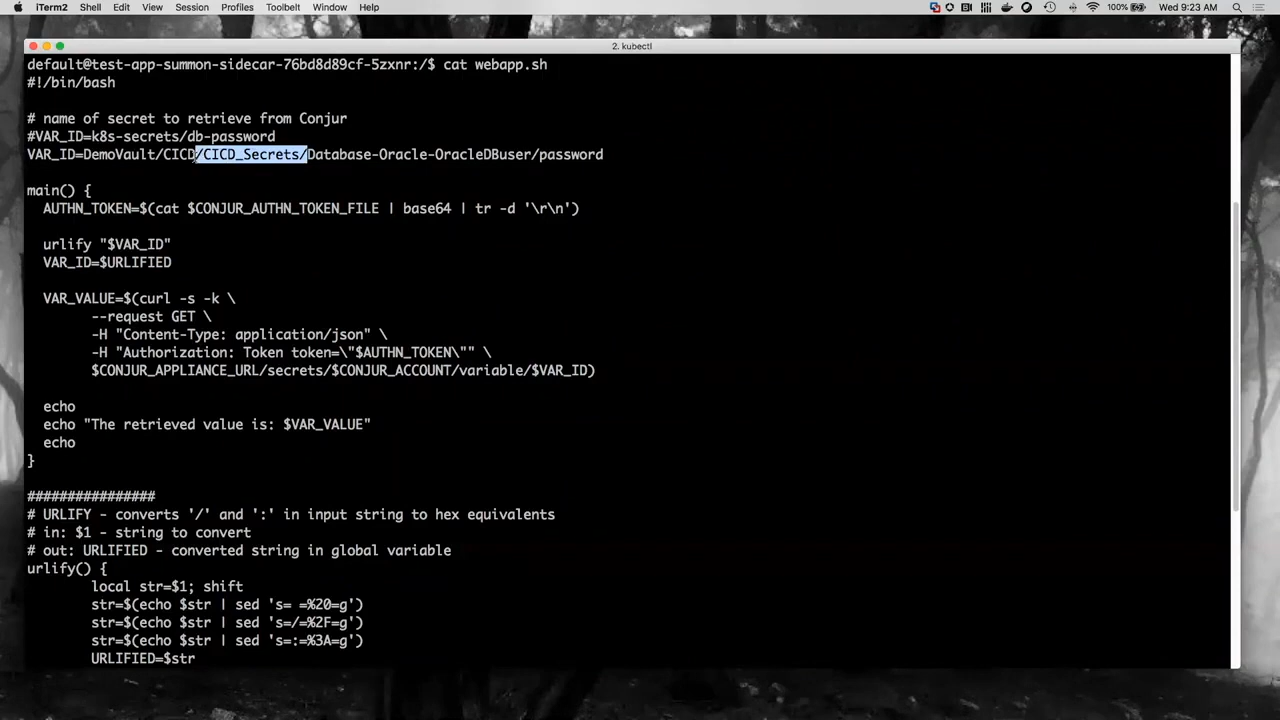 iTerm2 Shell Edit View Session Profiles Toolbelt Window Help 100% Wed 9:23 AM
2. kubectl
default@test-app-summon-sidecar-76bd8d89cf-5zxnr:/$ cat webapp.sh
#!/bin/bash
# name of secret to retrieve from Conjur
#VAR_ID=k8s-secrets/db-password
VAR_ID=DemoVault/CICD/CICD_Secrets/Database-Oracle-OracleDBuser/password
main() {
AUTHN_TOKEN=$(cat $CONJUR_AUTHN_TOKEN_FILE | base64 | tr -d '\r\n')
urlify "$VAR_ID"
VAR_ID=$URLIFIED
VAR_VALUE=$(curl -s -k \
--request GET \
-H "Content-Type: application/json" \
-H "Authorization: Token token=\"$AUTHN_TOKEN\"" \
$CONJUR_APPLIANCE_URL/secrets/$CONJUR_ACCOUNT/variable/$VAR_ID)
echo
echo "The retrieved value is: $VAR_VALUE"
echo
}
################
# URLIFY - converts '/' and ':' in input string to hex equivalents
# in: $1 - string to convert
# out: URLIFIED - converted string in global variable
urlify() {
local str=$1; shift
str=$(echo $str | sed 's= =%20=g')
str=$(echo $str | sed 's=/=%2F=g')
str=$(echo $str | sed 's=:=%3A=g')
URLIFIED=$str